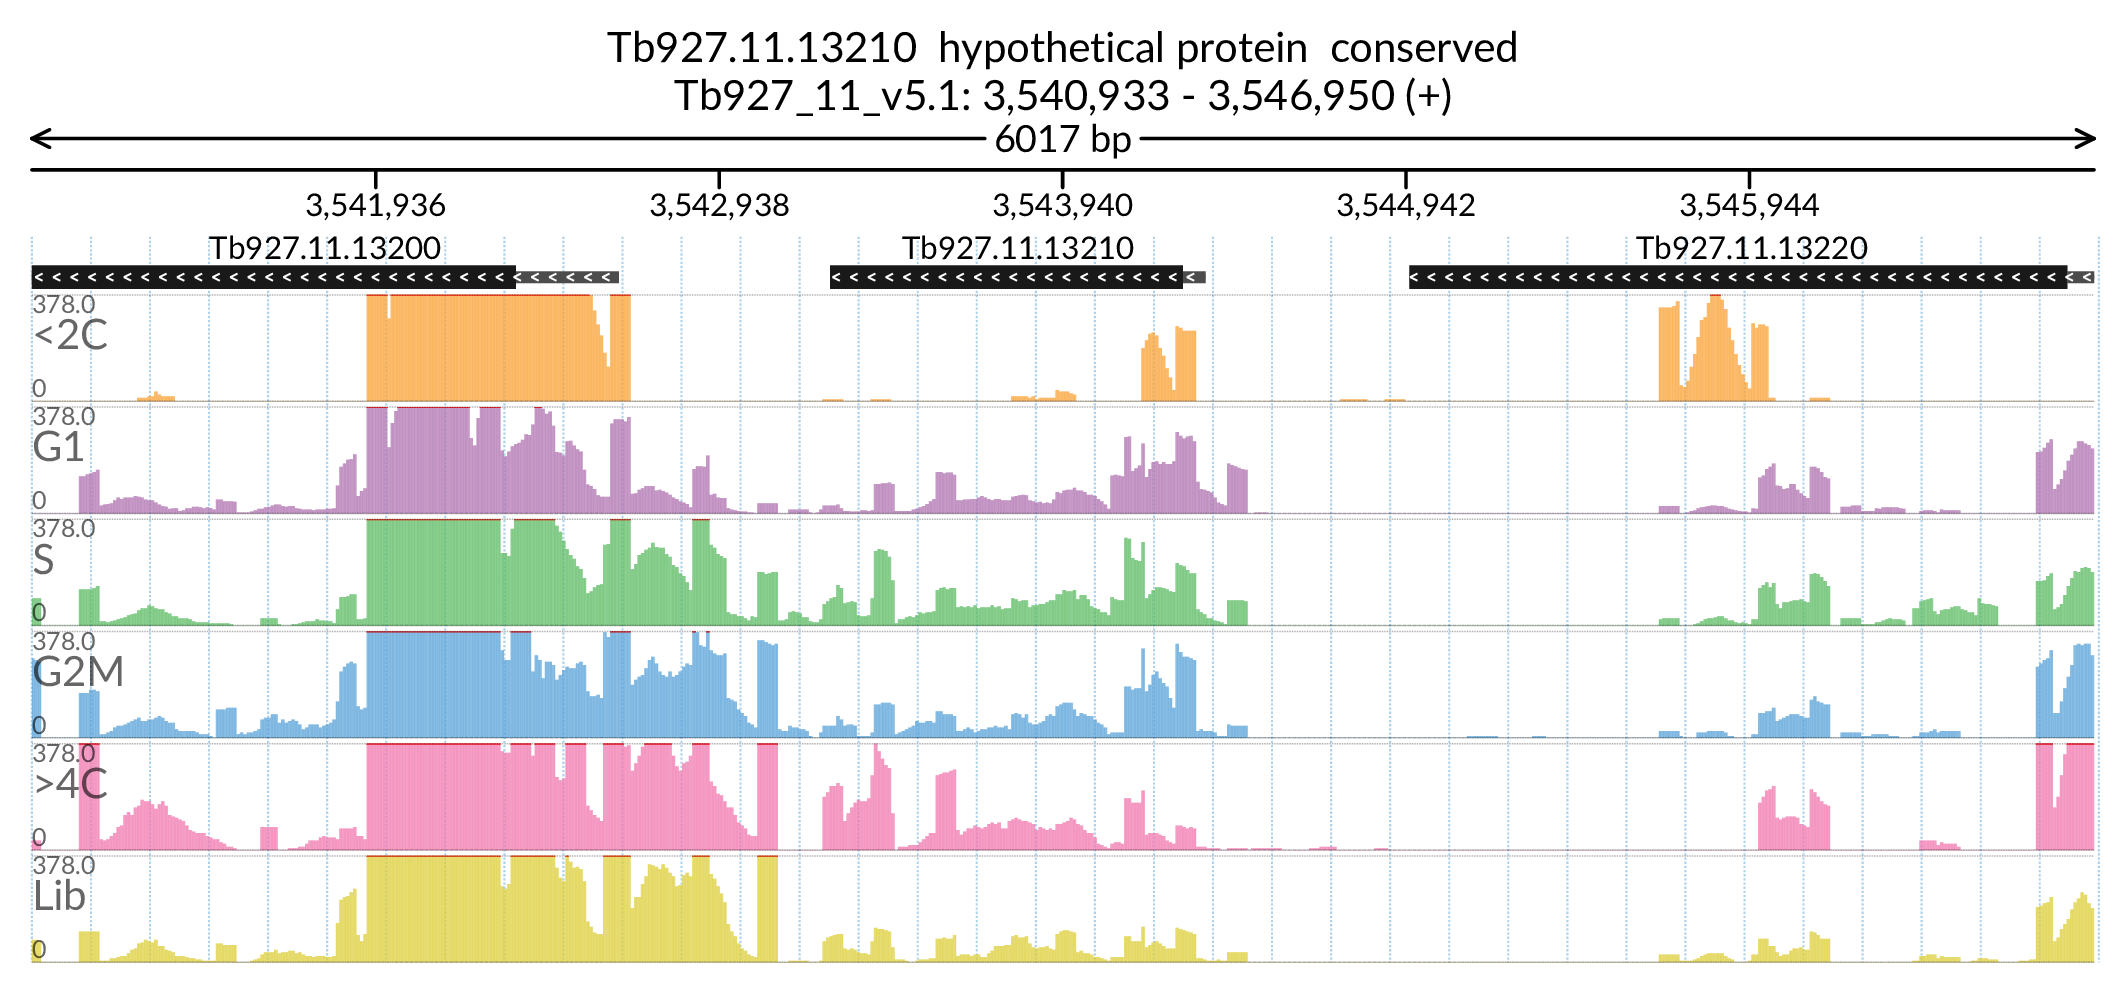 Tb927.11.13210  hypothetical protein  conserved
Tb927_11_v5.1: 3,540,933 - 3,546,950 (+)
6017 bp
3,541,936 3,542,938 3,543,940 3,544,942 3,545,944
Tb927.11.13200 Tb927.11.13210 Tb927.11.13220
378.0
<2C
0
378.0
G1
0
378.0
S
0
378.0
G2M
0
378.0
>4C
0
378.0
Lib
0